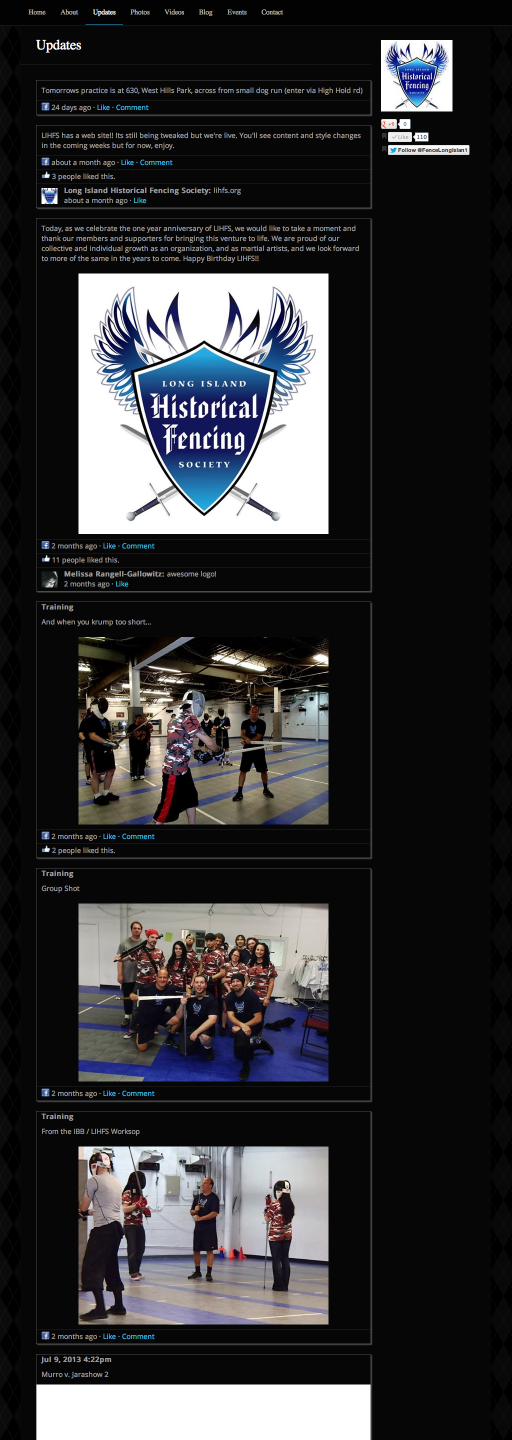 Home About Updates Photos Videos Blog Events Contact
Updates
Tomorrows practice is at 630, West Hills Park, across from small dog run (enter via High Hold rd)
24 days ago · Like · Comment
LIHFS has a web site!! Its still being tweaked but we're live. You'll see content and style changes
in the coming weeks but for now, enjoy.
about a month ago · Like · Comment
3 people liked this.
Long Island Historical Fencing Society: lihfs.org
about a month ago · Like
Today, as we celebrate the one year anniversary of LIHFS, we would like to take a moment and
thank our members and supporters for bringing this venture to life. We are proud of our
collective and individual growth as an organization, and as martial artists, and we look forward
to more of the same in the years to come. Happy Birthday LIHFS!!
LONG ISLAND
Historical
Fencing
SOCIETY
2 months ago · Like · Comment
11 people liked this.
Melissa Rangell-Gallowitz: awesome logo!
2 months ago · Like
Training
And when you krump too short...
2 months ago · Like · Comment
2 people liked this.
Training
Group Shot
2 months ago · Like · Comment
Training
From the IBB / LIHFS Worksop
2 months ago · Like · Comment
Jul 9, 2013 4:22pm
Murro v. Jarashow 2
LONG ISLAND
Historical
Fencing
SOCIETY
+1 0
Like 110
Follow @FenceLongIslan1